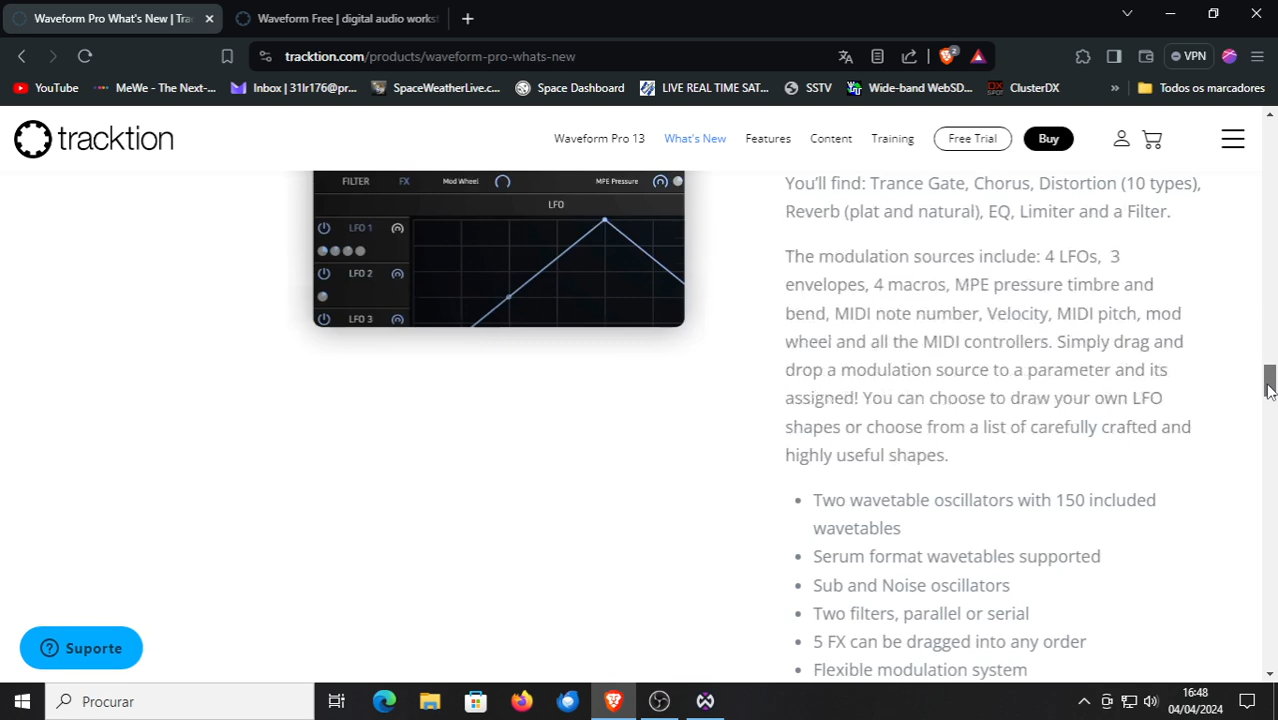 Waveform Pro What's New | Tra
Waveform Free | digital audio works
tracktion.com/products/waveform-pro-whats-new
2
VPN
YouTube
MeWe - The Next-...
Inbox | 31lr176@pr...
SpaceWeatherLive.c...
Space Dashboard
LIVE REAL TIME SAT...
SSTV
Wide-band WebSD...
DX SPOT
ClusterDX
Todos os marcadores
tracktion
Waveform Pro 13
What's New
Features
Content
Training
Free Trial
Buy
FILTER
FX
Mod Wheel
MPE Pressure
LFO
LFO 1
LFO 2
LFO 3
You'll find: Trance Gate, Chorus, Distortion (10 types),
Reverb (plat and natural), EQ, Limiter and a Filter.
The modulation sources include: 4 LFOs, 3
envelopes, 4 macros, MPE pressure timbre and
bend, MIDI note number, Velocity, MIDI pitch, mod
wheel and all the MIDI controllers. Simply drag and
drop a modulation source to a parameter and its
assigned! You can choose to draw your own LFO
shapes or choose from a list of carefully crafted and
highly useful shapes.
• Two wavetable oscillators with 150 included
wavetables
• Serum format wavetables supported
• Sub and Noise oscillators
• Two filters, parallel or serial
• 5 FX can be dragged into any order
• Flexible modulation system
Suporte
Procurar
16:48
04/04/2024